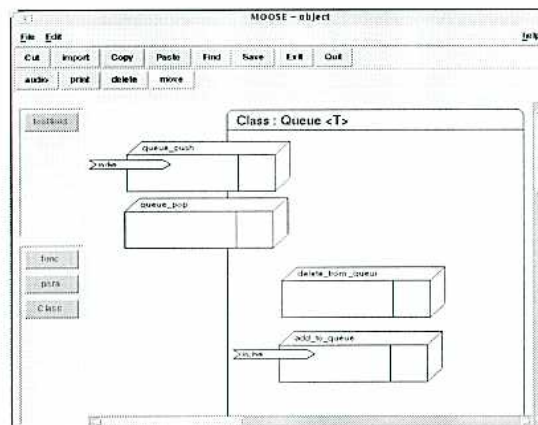 MOOSE - object
File Edit help
Cut import Copy Paste Find Save Exit Quit
audio print delete move
Class : Queue <T>
queue_push
queue_pop
func
para
Class
delete_from_queue
add_to_queue